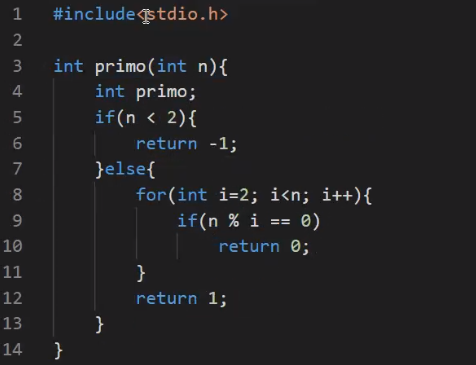 1 #include<stdio.h>
2
3 int primo(int n){
4     int primo;
5     if(n < 2){
6         return -1;
7     }else{
8         for(int i=2; i<n; i++){
9             if(n % i == 0)
10                 return 0;
11         }
12         return 1;
13     }
14 }